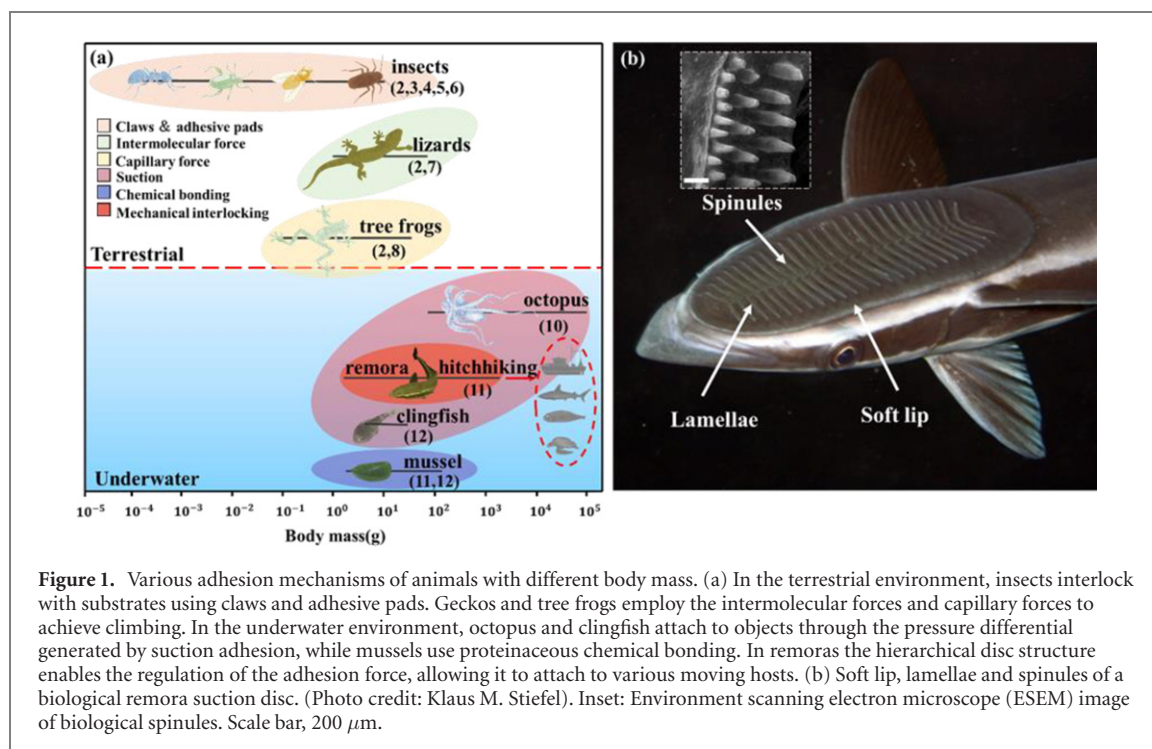 (a)
insects
(2,3,4,5,6)
Claws & adhesive pads
Intermolecular force
Capillary force
Suction
Chemical bonding
Mechanical interlocking
lizards
(2,7)
tree frogs
(2,8)
Terrestrial
octopus
(10)
remora hitchhiking
(11)
clingfish
(12)
mussel
(11,12)
Underwater
10⁻⁵ 10⁻⁴ 10⁻³ 10⁻² 10⁻¹ 10⁰ 10¹ 10² 10³ 10⁴ 10⁵
Body mass(g)
(b)
Spinules
Lamellae
Soft lip
Figure 1. Various adhesion mechanisms of animals with different body mass. (a) In the terrestrial environment, insects interlock
with substrates using claws and adhesive pads. Geckos and tree frogs employ the intermolecular forces and capillary forces to
achieve climbing. In the underwater environment, octopus and clingfish attach to objects through the pressure differential
generated by suction adhesion, while mussels use proteinaceous chemical bonding. In remoras the hierarchical disc structure
enables the regulation of the adhesion force, allowing it to attach to various moving hosts. (b) Soft lip, lamellae and spinules of a
biological remora suction disc. (Photo credit: Klaus M. Stiefel). Inset: Environment scanning electron microscope (ESEM) image
of biological spinules. Scale bar, 200 μm.